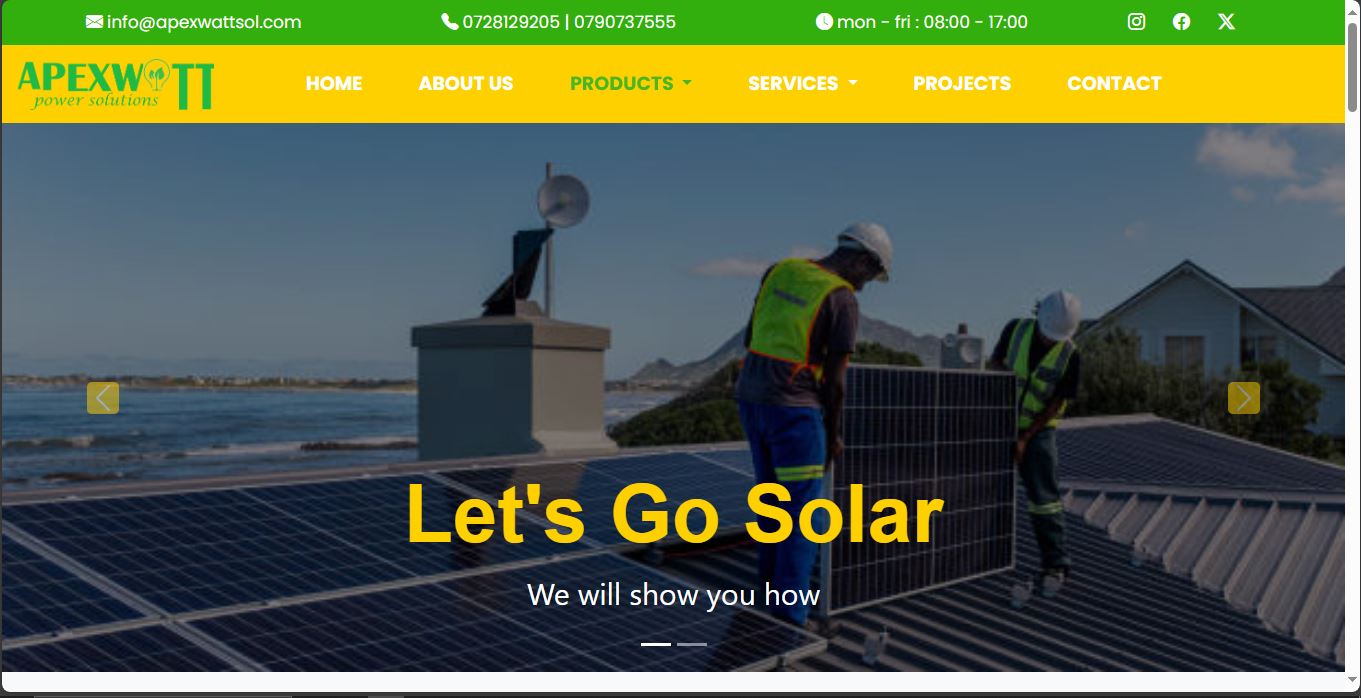 info@apexwattsol.com
0728129205 | 0790737555
mon - fri : 08:00 - 17:00
APEXWATT
power solutions
HOME
ABOUT US
PRODUCTS
SERVICES
PROJECTS
CONTACT
Let's Go Solar
We will show you how